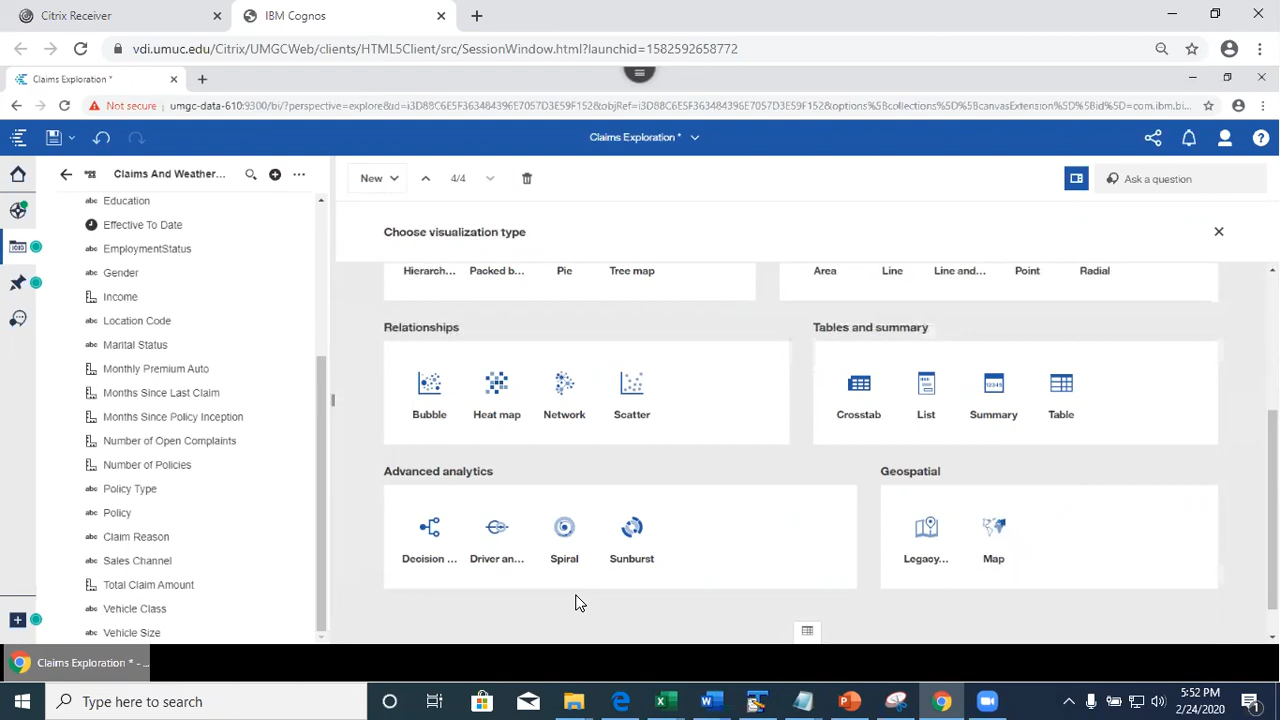 Citrix Receiver
IBM Cognos
vdi.umuc.edu/Citrix/UMGCWeb/clients/HTML5Client/src/SessionWindow.html?launchid=1582592658772
Claims Exploration *
Not secure umgc-data-610:9300/bi/?perspective=explore&id=i3D88C6E5F363484396E7057D3E59F152&objRef=i3D88C6E5F363484396E7057D3E59F152&options%5Bcollections%5D%5BcanvasExtension%5D%5Bid%5D=com.ibm.bi...
Claims Exploration *
Claims And Weather...
New
4/4
Ask a question
Choose visualization type
Education
Effective To Date
EmploymentStatus
Gender
Income
Location Code
Marital Status
Monthly Premium Auto
Months Since Last Claim
Months Since Policy Inception
Number of Open Complaints
Number of Policies
Policy Type
Policy
Claim Reason
Sales Channel
Total Claim Amount
Vehicle Class
Vehicle Size
Hierarch... Packed b... Pie Tree map
Area Line Line and... Point Radial
Relationships
Bubble Heat map Network Scatter
Tables and summary
12345
Crosstab List Summary Table
Advanced analytics
Decision ... Driver an... Spiral Sunburst
Geospatial
Legacy... Map
Claims Exploration * - ...
Type here to search
5:52 PM
2/24/2020